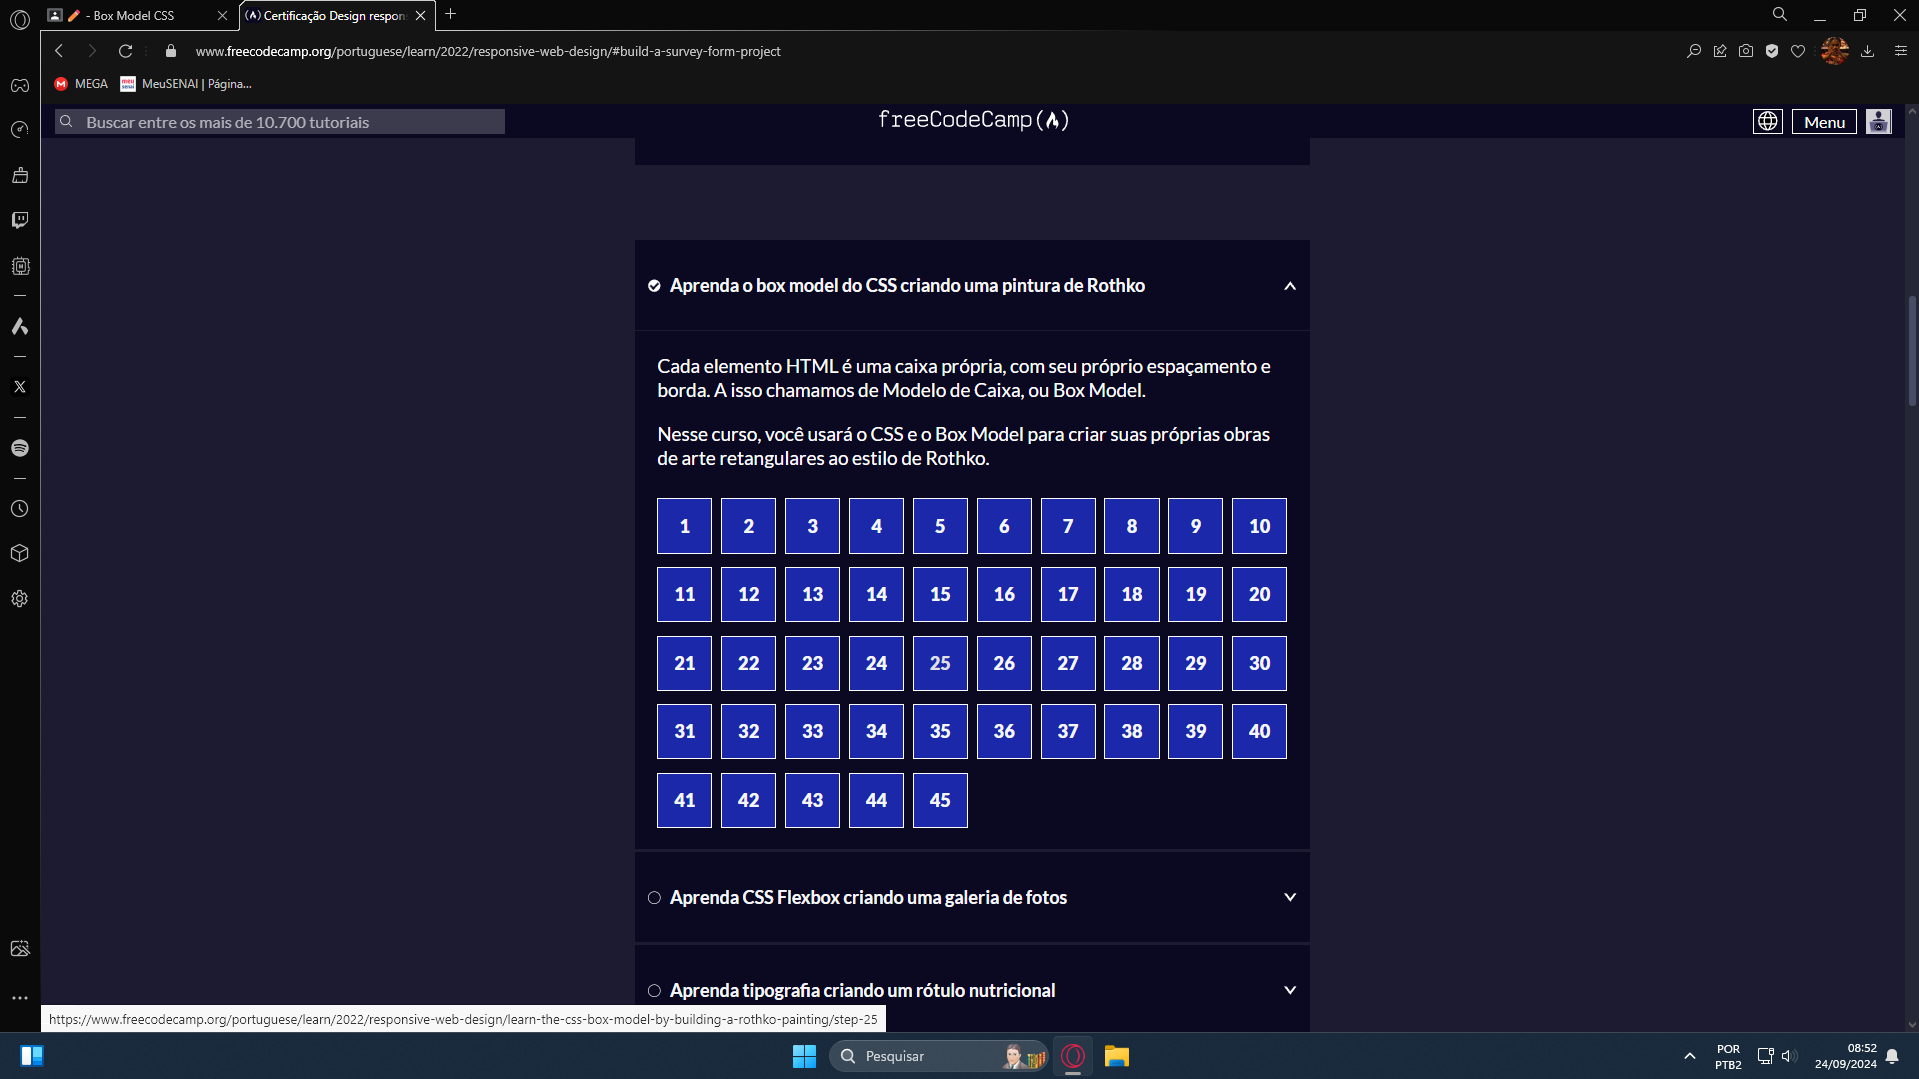 - Box Model CSS
(A) Certificação Design respon
www.freecodecamp.org/portuguese/learn/2022/responsive-web-design/#build-a-survey-form-project
MEGA
MeuSENAI | Página...
Buscar entre os mais de 10.700 tutoriais
freeCodeCamp
Menu
Aprenda o box model do CSS criando uma pintura de Rothko
Cada elemento HTML é uma caixa própria, com seu próprio espaçamento e
borda. A isso chamamos de Modelo de Caixa, ou Box Model.
Nesse curso, você usará o CSS e o Box Model para criar suas próprias obras
de arte retangulares ao estilo de Rothko.
1 2 3 4 5 6 7 8 9 10
11 12 13 14 15 16 17 18 19 20
21 22 23 24 25 26 27 28 29 30
31 32 33 34 35 36 37 38 39 40
41 42 43 44 45
Aprenda CSS Flexbox criando uma galeria de fotos
Aprenda tipografia criando um rótulo nutricional
https://www.freecodecamp.org/portuguese/learn/2022/responsive-web-design/learn-the-css-box-model-by-building-a-rothko-painting/step-25
Pesquisar
POR
PTB2
08:52
24/09/2024